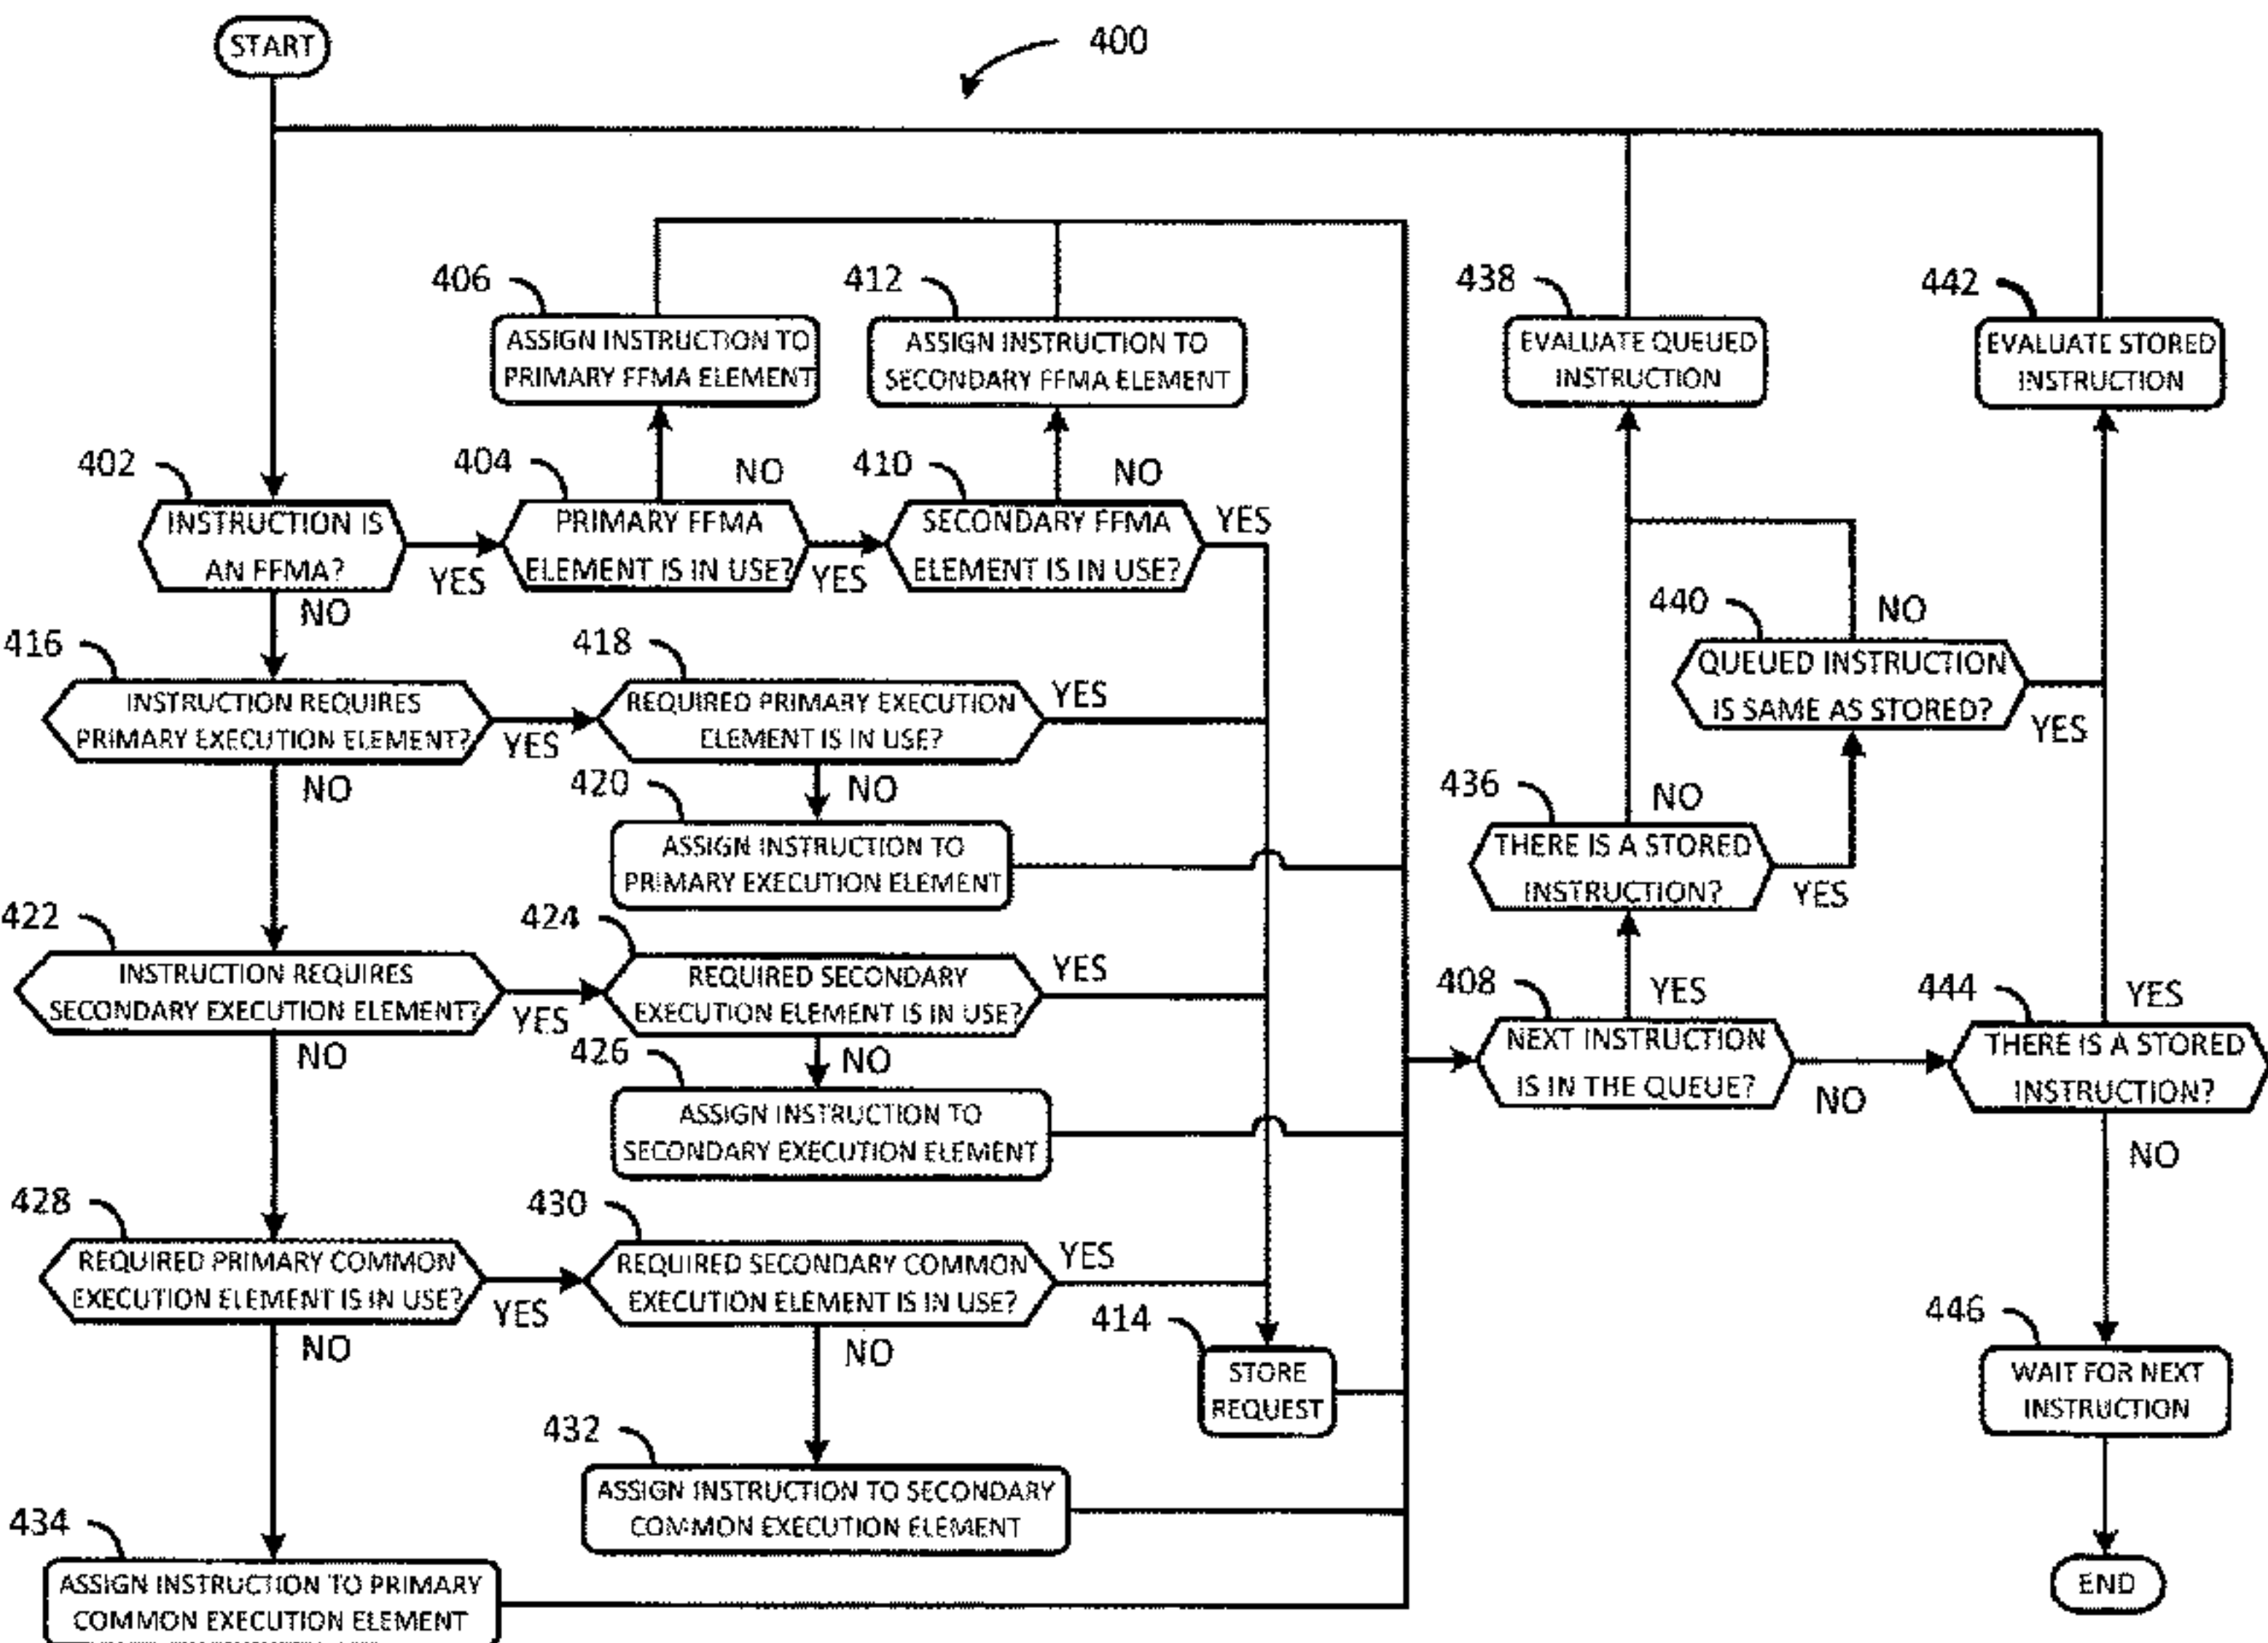 START
400
406
ASSIGN INSTRUCTION TO
PRIMARY FFMA ELEMENT
412
ASSIGN INSTRUCTION TO
SECONDARY FFMA ELEMENT
438
EVALUATE QUEUED
INSTRUCTION
442
EVALUATE STORED
INSTRUCTION
402
INSTRUCTION IS
AN FFMA?
YES
NO
404
PRIMARY FFMA
ELEMENT IS IN USE?
NO
YES
410
SECONDARY FFMA
ELEMENT IS IN USE?
NO
YES
440
QUEUED INSTRUCTION
IS SAME AS STORED?
NO
YES
416
INSTRUCTION REQUIRES
PRIMARY EXECUTION ELEMENT?
YES
NO
418
REQUIRED PRIMARY EXECUTION
ELEMENT IS IN USE?
YES
NO
420
ASSIGN INSTRUCTION TO
PRIMARY EXECUTION ELEMENT
436
THERE IS A STORED
INSTRUCTION?
NO
YES
422
INSTRUCTION REQUIRES
SECONDARY EXECUTION ELEMENT?
YES
NO
424
REQUIRED SECONDARY
EXECUTION ELEMENT IS IN USE?
YES
NO
426
ASSIGN INSTRUCTION TO
SECONDARY EXECUTION ELEMENT
408
NEXT INSTRUCTION
IS IN THE QUEUE?
YES
NO
444
THERE IS A STORED
INSTRUCTION?
YES
NO
428
REQUIRED PRIMARY COMMON
EXECUTION ELEMENT IS IN USE?
YES
NO
430
REQUIRED SECONDARY COMMON
EXECUTION ELEMENT IS IN USE?
YES
NO
414
STORE
REQUEST
446
WAIT FOR NEXT
INSTRUCTION
432
ASSIGN INSTRUCTION TO SECONDARY
COMMON EXECUTION ELEMENT
434
ASSIGN INSTRUCTION TO PRIMARY
COMMON EXECUTION ELEMENT
END